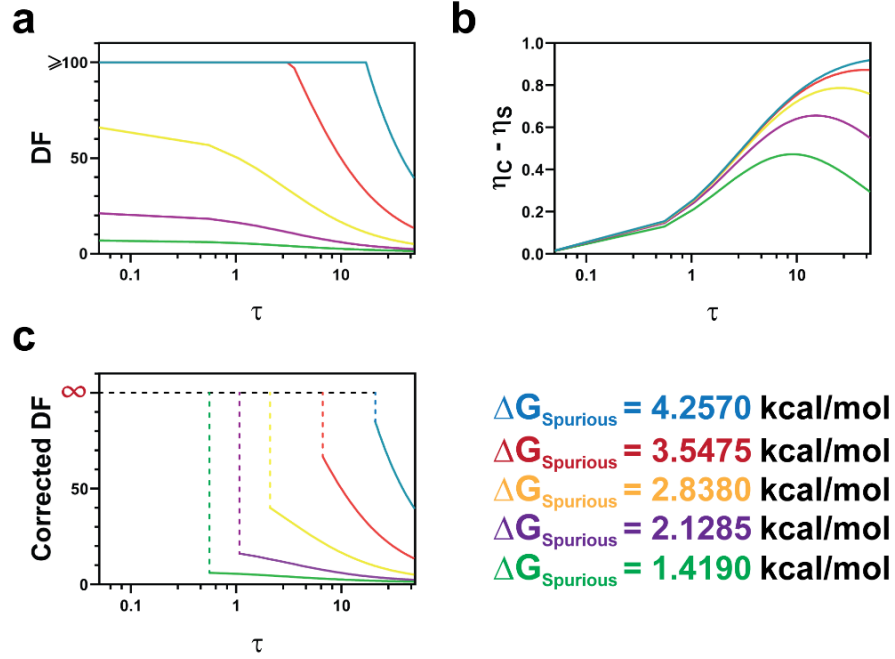 a
⩾100
50
0
DF
0.1 1 10
τ
b
1.0
0.8
0.6
0.4
0.2
0.0
ηC - ηS
0.1 1 10
τ
c
∞
50
0
Corrected DF
0.1 1 10
τ
ΔGSpurious = 4.2570 kcal/mol
ΔGSpurious = 3.5475 kcal/mol
ΔGSpurious = 2.8380 kcal/mol
ΔGSpurious = 2.1285 kcal/mol
ΔGSpurious = 1.4190 kcal/mol